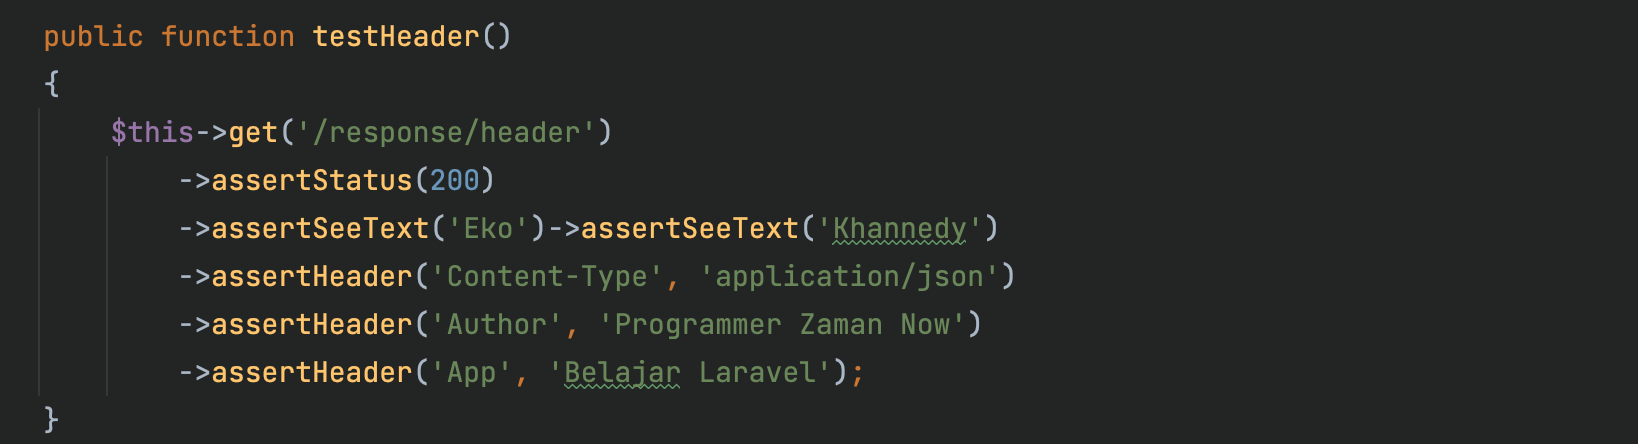 public function testHeader()
{
    $this->get('/response/header')
        ->assertStatus(200)
        ->assertSeeText('Eko')->assertSeeText('Khannedy')
        ->assertHeader('Content-Type', 'application/json')
        ->assertHeader('Author', 'Programmer Zaman Now')
        ->assertHeader('App', 'Belajar Laravel');
}